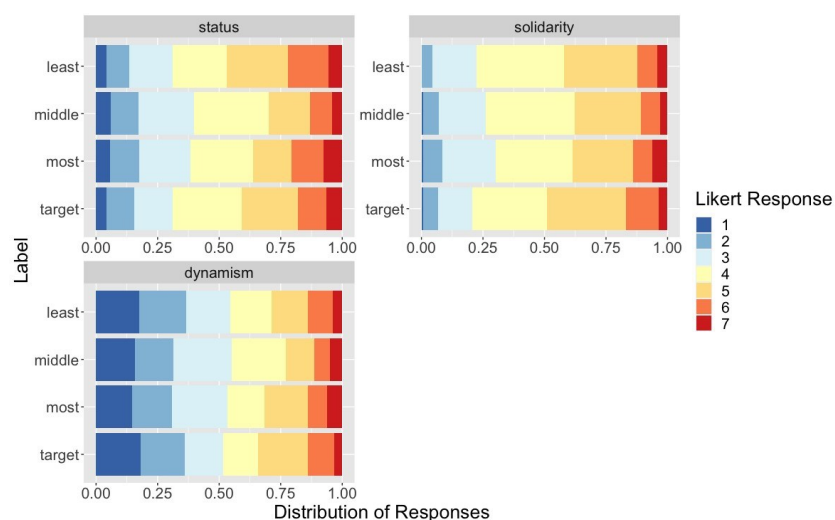 status
least
middle
most
target
0.00 0.25 0.50 0.75 1.00
solidarity
least
middle
most
target
0.00 0.25 0.50 0.75 1.00
dynamism
least
middle
most
target
0.00 0.25 0.50 0.75 1.00
Label
Distribution of Responses
Likert Response
1
2
3
4
5
6
7